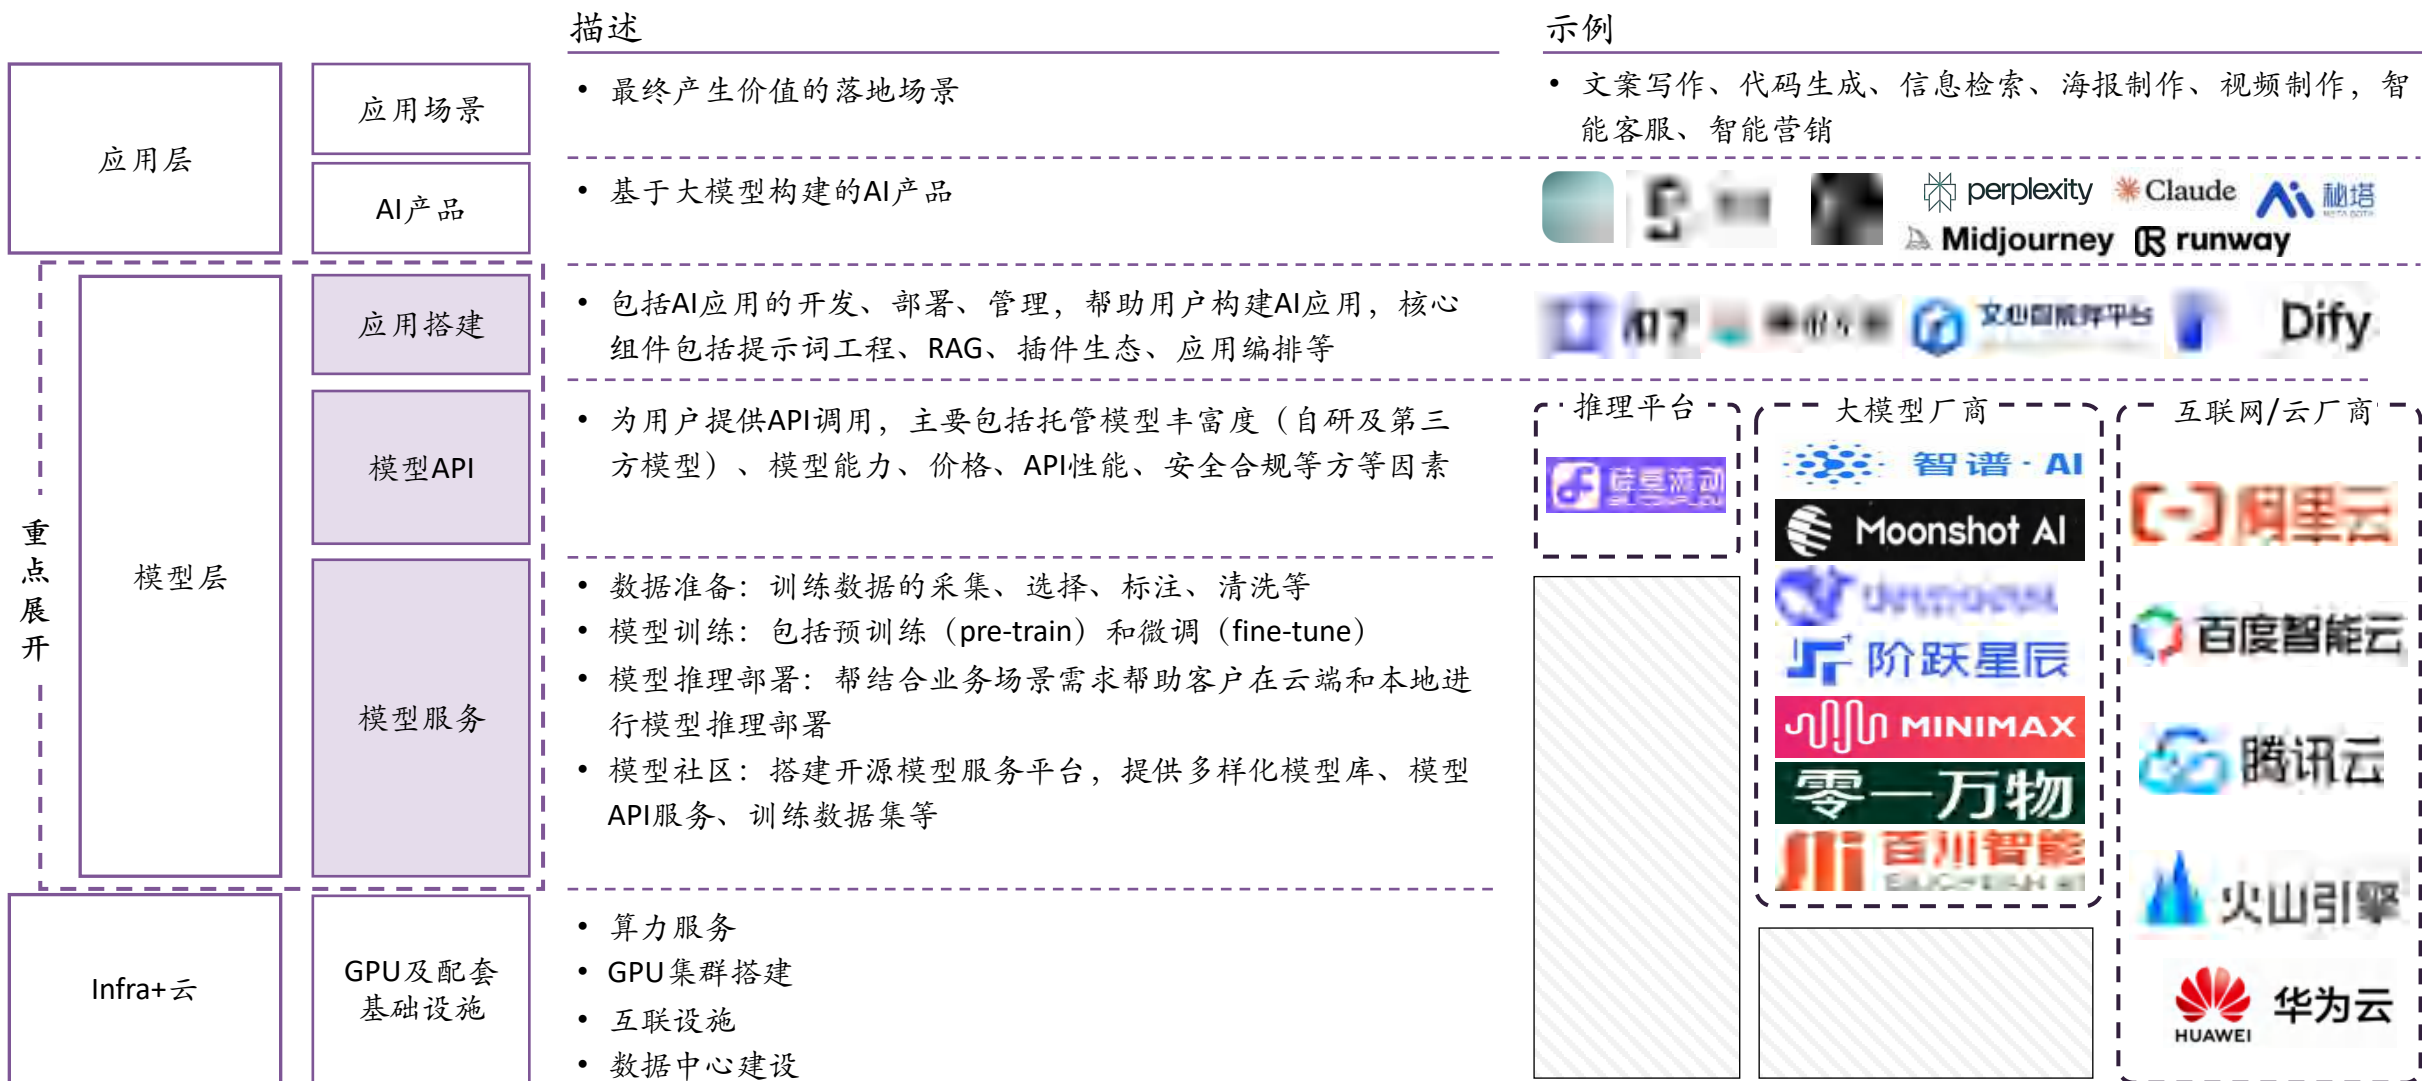 描述
示例
应用层
应用场景
• 最终产生价值的落地场景
• 文案写作、代码生成、信息检索、海报制作、视频制作，智
能客服、智能营销
AI产品
• 基于大模型构建的AI产品
perplexity
Claude
秘塔
Midjourney
runway
重点展开
模型层
应用搭建
• 包括AI应用的开发、部署、管理，帮助用户构建AI应用，核心
组件包括提示词工程、RAG、插件生态、应用编排等
文心智能体平台
Dify
模型API
• 为用户提供API调用，主要包括托管模型丰富度（自研及第三
方模型）、模型能力、价格、API性能、安全合规等方等因素
推理平台
硅基流动
大模型厂商
智谱·AI
Moonshot AI
deepseek
阶跃星辰
MINIMAX
零一万物
百川智能
互联网/云厂商
阿里云
百度智能云
腾讯云
火山引擎
HUAWEI
华为云
模型服务
• 数据准备：训练数据的采集、选择、标注、清洗等
• 模型训练：包括预训练（pre-train）和微调（fine-tune）
• 模型推理部署：帮结合业务场景需求帮助客户在云端和本地进
行模型推理部署
• 模型社区：搭建开源模型服务平台，提供多样化模型库、模型
API服务、训练数据集等
Infra+云
GPU及配套
基础设施
• 算力服务
• GPU集群搭建
• 互联设施
• 数据中心建设